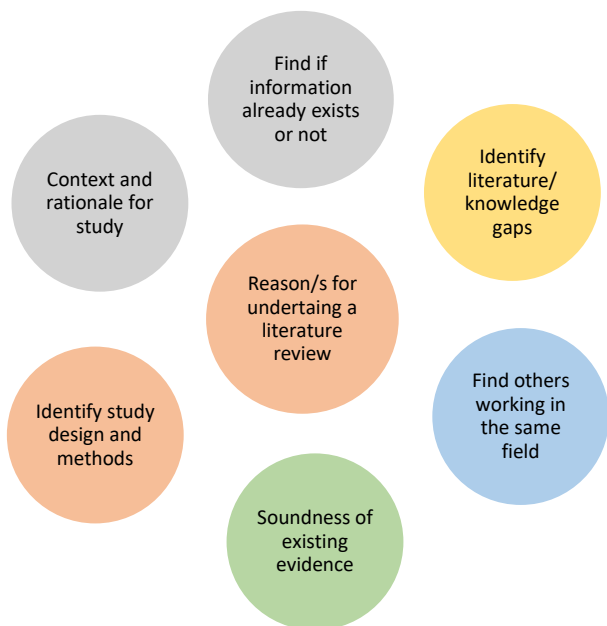 Find if
information
already exists
or not
Identify
literature/
knowledge
gaps
Context and
rationale for
study
Reason/s for
undertaing a
literature
review
Find others
working in
the same
field
Identify study
design and
methods
Soundness of
existing
evidence